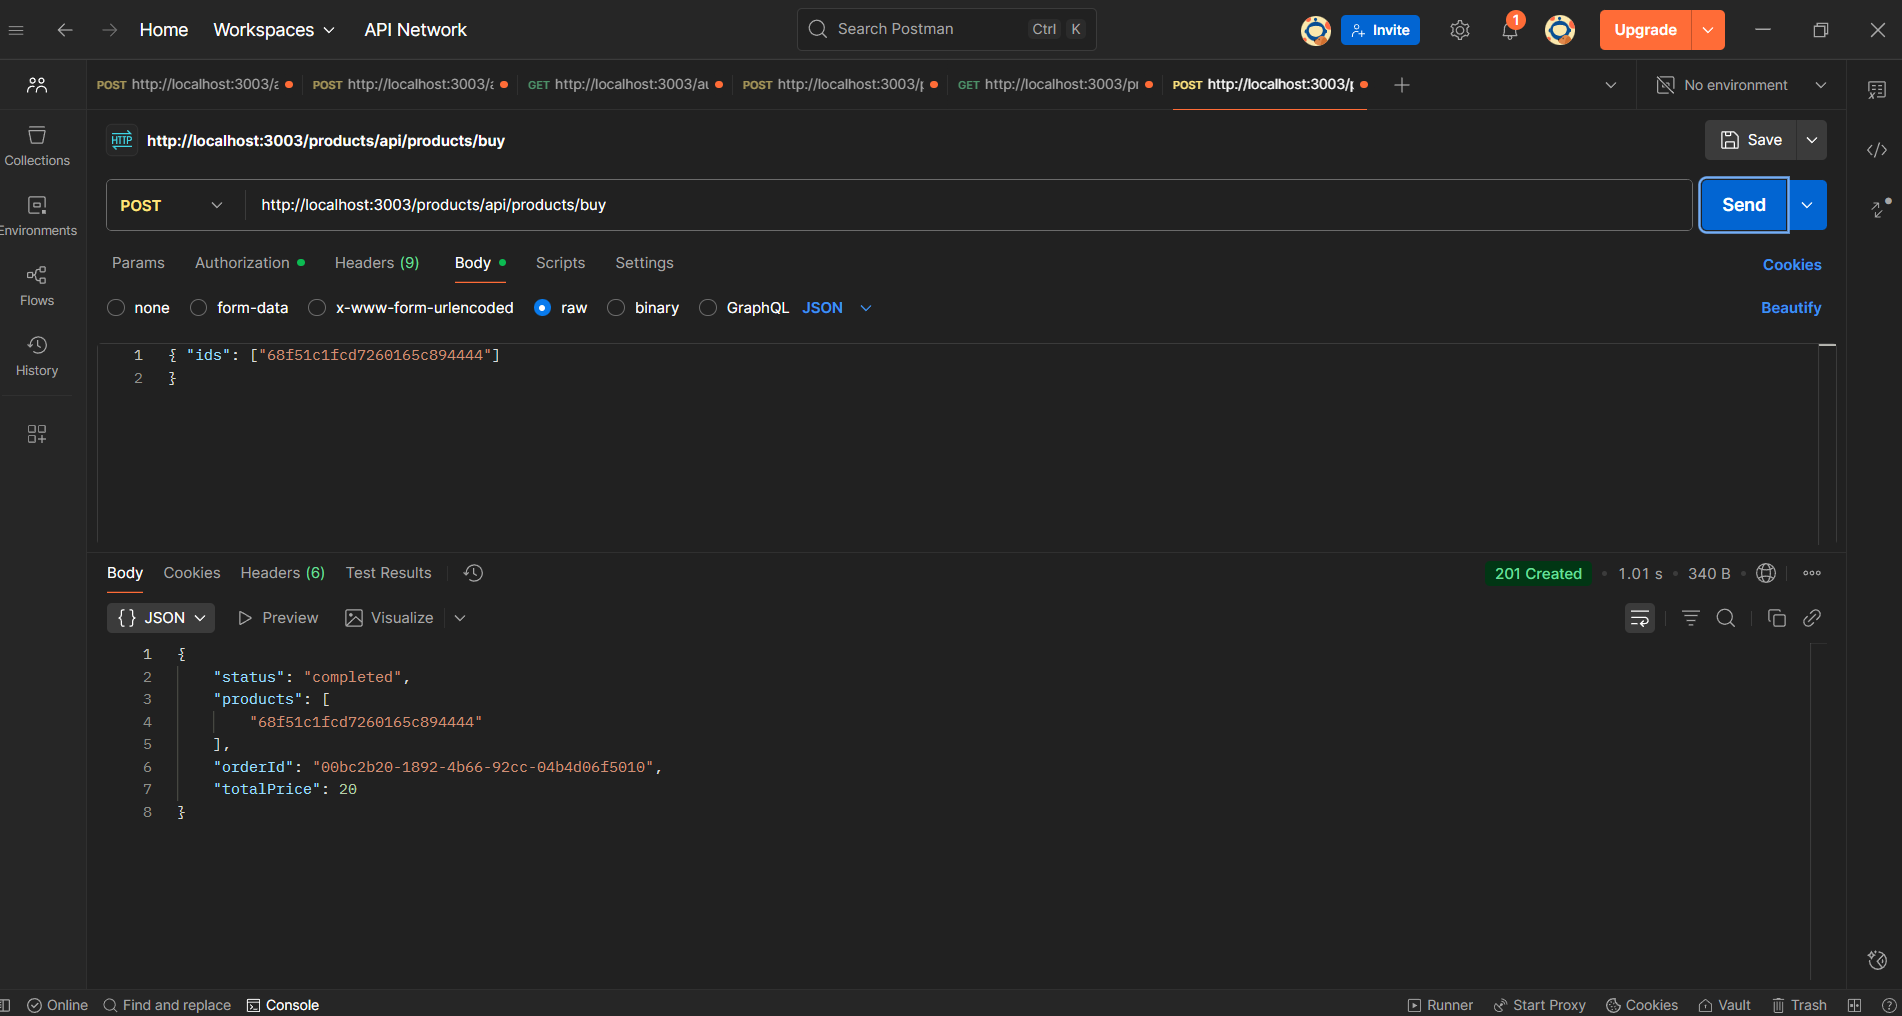 Home Workspaces API Network Search Postman Ctrl K Invite 1 Upgrade
POST http://localhost:3003/a POST http://localhost:3003/a GET http://localhost:3003/au POST http://localhost:3003/p GET http://localhost:3003/pr POST http://localhost:3003/p No environment
HTTP http://localhost:3003/products/api/products/buy Save
Collections
POST http://localhost:3003/products/api/products/buy Send
Environments
Params Authorization Headers (9) Body Scripts Settings Cookies
Flows
none form-data x-www-form-urlencoded raw binary GraphQL JSON Beautify
History
1 { "ids": ["68f51c1fcd7260165c894444"]
2 }
Body Cookies Headers (6) Test Results 201 Created 1.01 s 340 B
{} JSON Preview Visualize
1 {
2 "status": "completed",
3 "products": [
4 "68f51c1fcd7260165c894444"
5 ],
6 "orderId": "00bc2b20-1892-4b66-92cc-04b4d06f5010",
7 "totalPrice": 20
8 }
Online Find and replace Console Runner Start Proxy Cookies Vault Trash